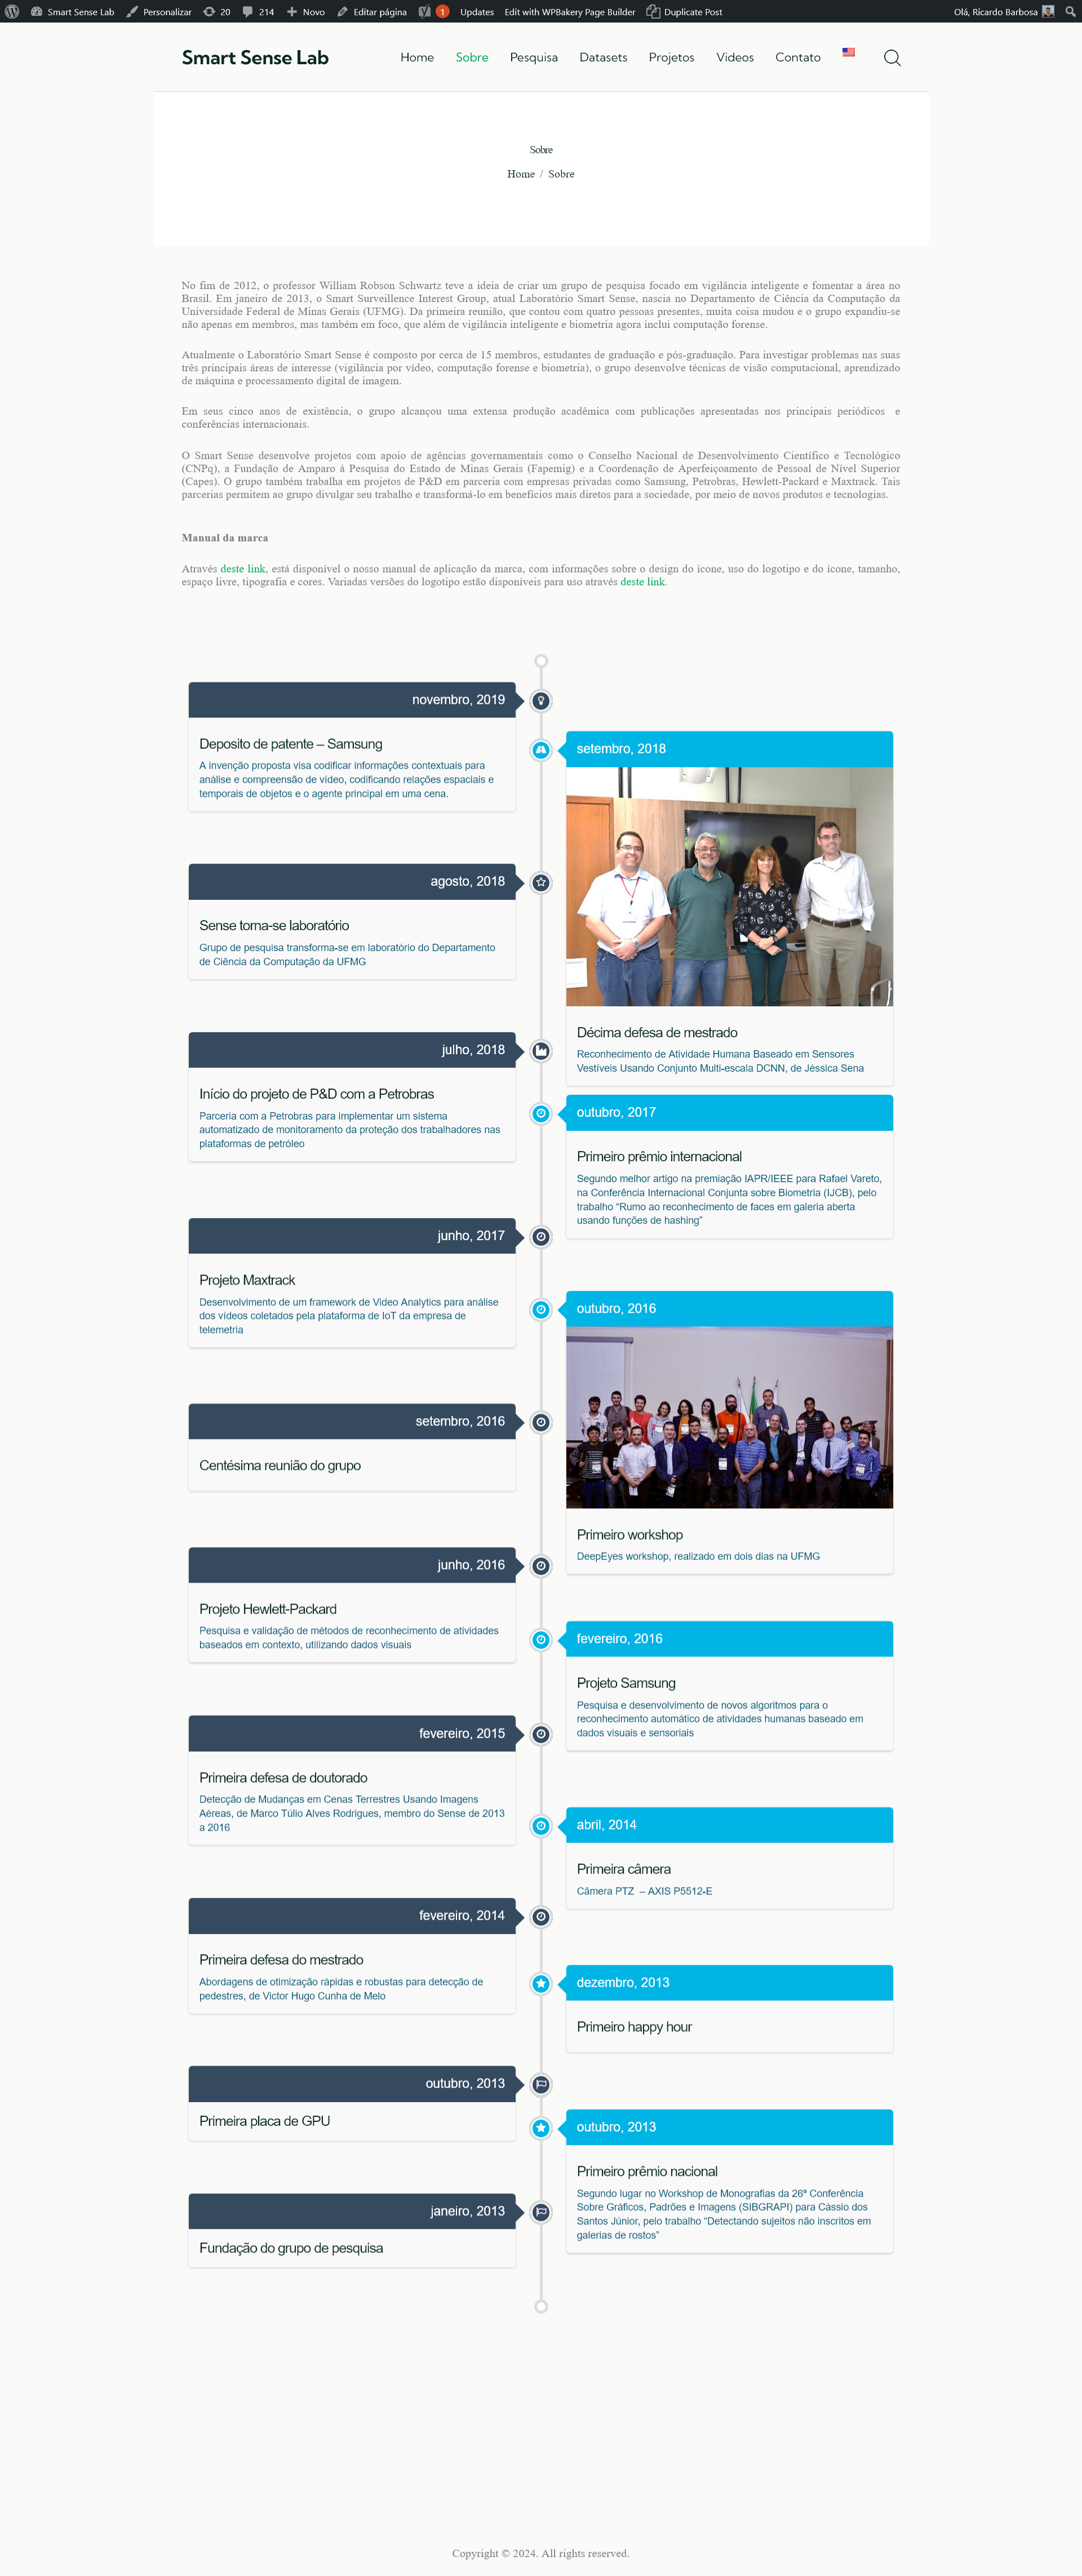 Smart Sense Lab
Personalizar
20
214
Novo
Editar página
1
Updates
Edit with WPBakery Page Builder
Duplicate Post
Olá, Ricardo Barbosa
Smart Sense Lab
Home
Sobre
Pesquisa
Datasets
Projetos
Videos
Contato
Sobre
Home / Sobre
No fim de 2012, o professor William Robson Schwartz teve a ideia de criar um grupo de pesquisa focado em vigilância inteligente e fomentar a área no
Brasil. Em janeiro de 2013, o Smart Surveillence Interest Group, atual Laboratório Smart Sense, nascia no Departamento de Ciência da Computação da
Universidade Federal de Minas Gerais (UFMG). Da primeira reunião, que contou com quatro pessoas presentes, muita coisa mudou e o grupo expandiu-se
não apenas em membros, mas também em foco, que além de vigilância inteligente e biometria agora inclui computação forense.
Atualmente o Laboratório Smart Sense é composto por cerca de 15 membros, estudantes de graduação e pós-graduação. Para investigar problemas nas suas
três principais áreas de interesse (vigilância por vídeo, computação forense e biometria), o grupo desenvolve técnicas de visão computacional, aprendizado
de máquina e processamento digital de imagem.
Em seus cinco anos de existência, o grupo alcançou uma extensa produção acadêmica com publicações apresentadas nos principais periódicos e
conferências internacionais.
O Smart Sense desenvolve projetos com apoio de agências governamentais como o Conselho Nacional de Desenvolvimento Científico e Tecnológico
(CNPq), a Fundação de Amparo à Pesquisa do Estado de Minas Gerais (Fapemig) e a Coordenação de Aperfeiçoamento de Pessoal de Nível Superior
(Capes). O grupo também trabalha em projetos de P&D em parceria com empresas privadas como Samsung, Petrobras, Hewlett-Packard e Maxtrack. Tais
parcerias permitem ao grupo divulgar seu trabalho e transformá-lo em benefícios mais diretos para a sociedade, por meio de novos produtos e tecnologias.
Manual da marca
Através deste link, está disponível o nosso manual de aplicação da marca, com informações sobre o design do ícone, uso do logotipo e do ícone, tamanho,
espaço livre, tipografia e cores. Variadas versões do logotipo estão disponíveis para uso através deste link.
novembro, 2019
Deposito de patente – Samsung
A invenção proposta visa codificar informações contextuais para
análise e compreensão de vídeo, codificando relações espaciais e
temporais de objetos e o agente principal em uma cena.
setembro, 2018
Décima defesa de mestrado
Reconhecimento de Atividade Humana Baseado em Sensores
Vestíveis Usando Conjunto Multi-escala DCNN, de Jéssica Sena
agosto, 2018
Sense torna-se laboratório
Grupo de pesquisa transforma-se em laboratório do Departamento
de Ciência da Computação da UFMG
julho, 2018
Início do projeto de P&D com a Petrobras
Parceria com a Petrobras para implementar um sistema
automatizado de monitoramento da proteção dos trabalhadores nas
plataformas de petróleo
outubro, 2017
Primeiro prêmio internacional
Segundo melhor artigo na premiação IAPR/IEEE para Rafael Vareto,
na Conferência Internacional Conjunta sobre Biometria (IJCB), pelo
trabalho “Rumo ao reconhecimento de faces em galeria aberta
usando funções de hashing”
junho, 2017
Projeto Maxtrack
Desenvolvimento de um framework de Video Analytics para análise
dos vídeos coletados pela plataforma de IoT da empresa de
telemetria
outubro, 2016
Primeiro workshop
DeepEyes workshop, realizado em dois dias na UFMG
setembro, 2016
Centésima reunião do grupo
junho, 2016
Projeto Hewlett-Packard
Pesquisa e validação de métodos de reconhecimento de atividades
baseados em contexto, utilizando dados visuais
fevereiro, 2016
Projeto Samsung
Pesquisa e desenvolvimento de novos algoritmos para o
reconhecimento automático de atividades humanas baseado em
dados visuais e sensoriais
fevereiro, 2015
Primeira defesa de doutorado
Detecção de Mudanças em Cenas Terrestres Usando Imagens
Aéreas, de Marco Túlio Alves Rodrigues, membro do Sense de 2013
a 2016
abril, 2014
Primeira câmera
Câmera PTZ – AXIS P5512-E
fevereiro, 2014
Primeira defesa do mestrado
Abordagens de otimização rápidas e robustas para detecção de
pedestres, de Victor Hugo Cunha de Melo
dezembro, 2013
Primeiro happy hour
outubro, 2013
Primeira placa de GPU
outubro, 2013
Primeiro prêmio nacional
Segundo lugar no Workshop de Monografias da 26ª Conferência
Sobre Gráficos, Padrões e Imagens (SIBGRAPI) para Cássio dos
Santos Júnior, pelo trabalho “Detectando sujeitos não inscritos em
galerias de rostos”
janeiro, 2013
Fundação do grupo de pesquisa
Copyright © 2024. All rights reserved.